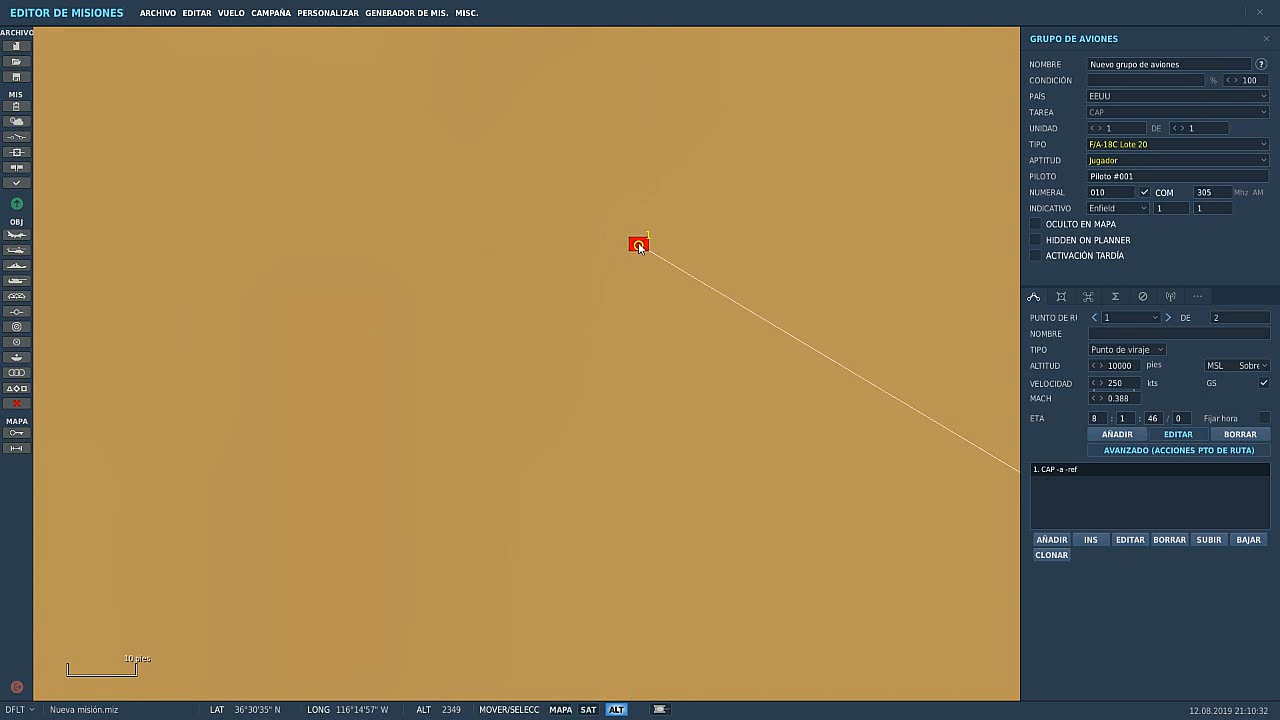 EDITOR DE MISIONES
ARCHIVO EDITAR VUELO CAMPAÑA PERSONALIZAR GENERADOR DE MIS. MISC.
ARCHIVO
MIS
OBJ
MAPA
1
10 pies
GRUPO DE AVIONES
NOMBRE Nuevo grupo de aviones ?
CONDICIÓN % < > 100
PAÍS EEUU
TAREA CAP
UNIDAD < > 1 DE < > 1
TIPO F/A-18C Lote 20
APTITUD Jugador
PILOTO Piloto #001
NUMERAL 010 COM 305 Mhz AM
INDICATIVO Enfield 1 1
OCULTO EN MAPA
HIDDEN ON PLANNER
ACTIVACIÓN TARDÍA
PUNTO DE RU < 1 > DE 2
NOMBRE
TIPO Punto de viraje
ALTITUD < > 10000 pies MSL Sobre
VELOCIDAD < > 250 kts GS
MACH < > 0.388
ETA 8 : 1 : 46 / 0 Fijar hora
AÑADIR EDITAR BORRAR
AVANZADO (ACCIONES PTO DE RUTA)
1. CAP -a -ref
AÑADIR INS EDITAR BORRAR SUBIR BAJAR
CLONAR
DFLT Nueva misión.miz LAT 36°30'35" N LONG 116°14'57" W ALT 2349 MOVER/SELECC MAPA SAT ALT 12.08.2019 21:10:32